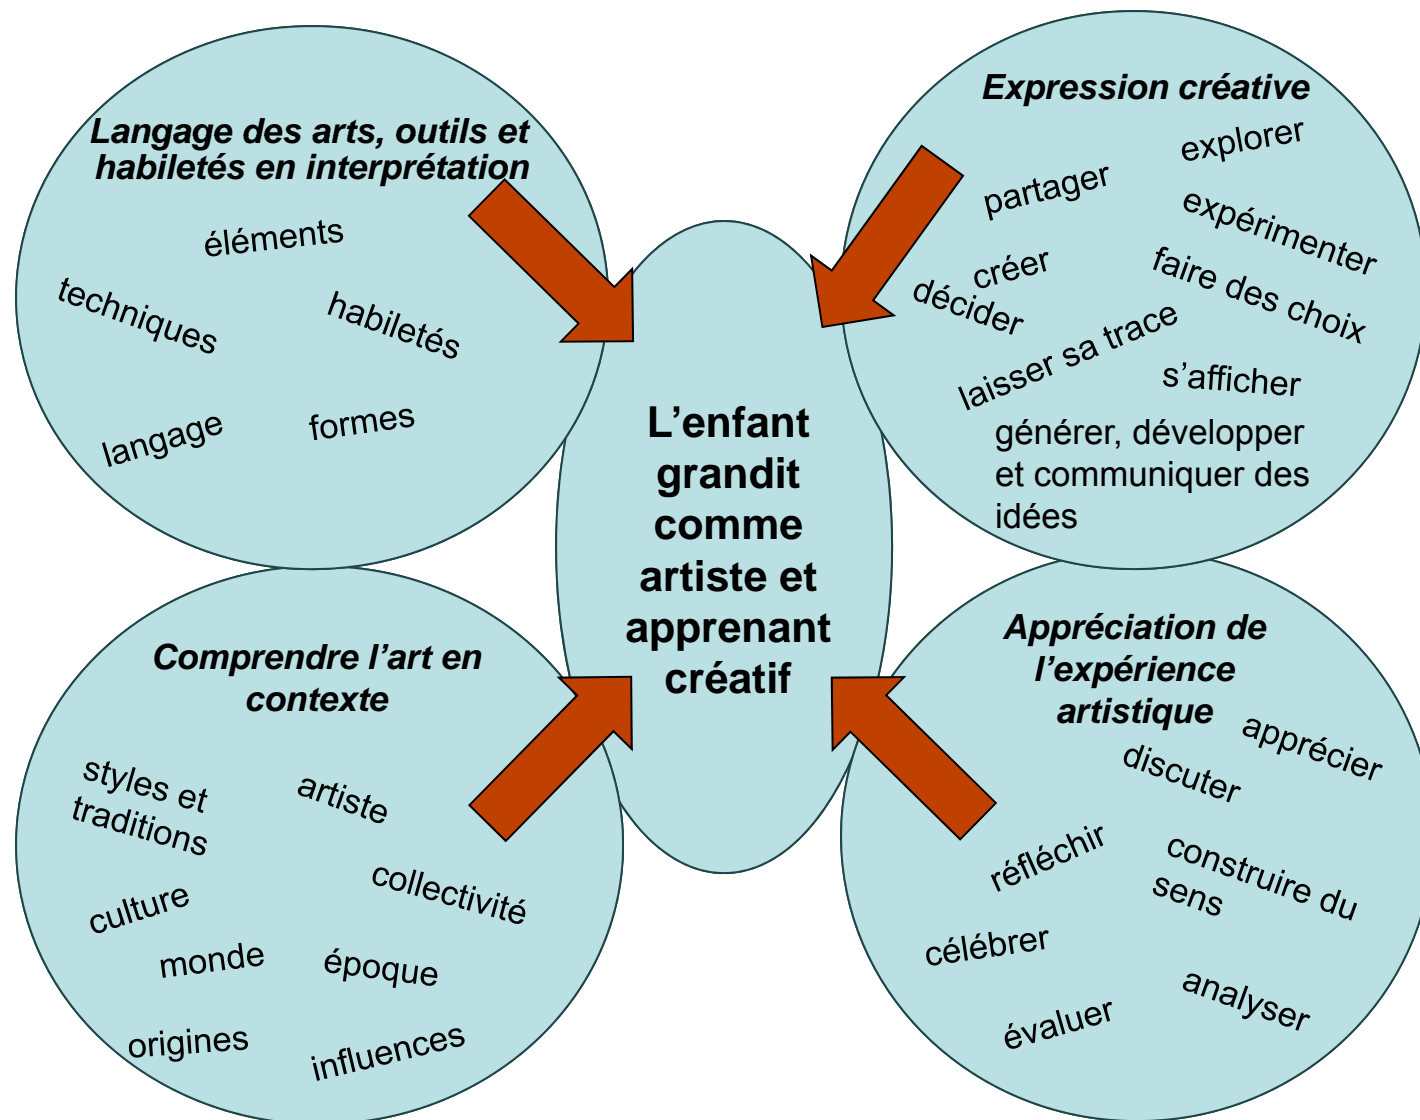 Langage des arts, outils et
habiletés en interprétation
éléments
techniques
habiletés
langage
formes
Expression créative
explorer
partager
expérimenter
créer
faire des choix
décider
laisser sa trace
s’afficher
générer, développer
et communiquer des
idées
L’enfant
grandit
comme
artiste et
apprenant
créatif
Comprendre l’art en
contexte
styles et
traditions
artiste
collectivité
culture
monde
époque
origines
influences
Appréciation de
l’expérience
artistique
apprécier
discuter
réfléchir
construire du
sens
célébrer
analyser
évaluer